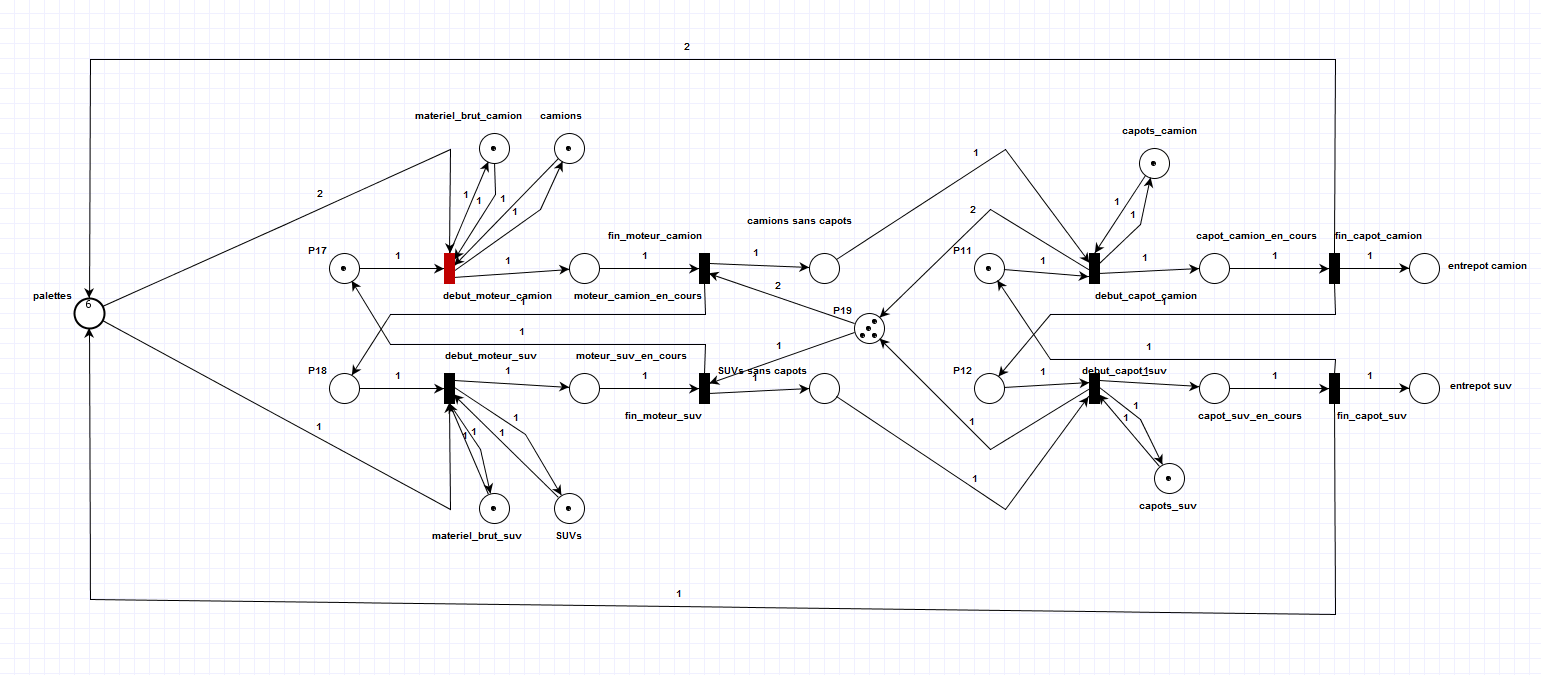 2
materiel_brut_camion
camions
capots_camion
1
2
1
1
1
1
1
1
2
camions sans capots
P17
1
1
fin_moteur_camion
1
1
P11
1
1
capot_camion_en_cours
1
fin_capot_camion
1
entrepot camion
palettes
6
debut_moteur_camion
1
moteur_camion_en_cours
2
P19
debut_capot_camion
1
1
1
1
debut_moteur_suv
moteur_suv_en_cours
P18
1
1
1
SUVs sans capots
1
P12
1
debut_capot_suv
1
1
1
entrepot suv
fin_moteur_suv
capot_suv_en_cours
fin_capot_suv
1
1
1
1
1
1
1
1
1
materiel_brut_suv
SUVs
capots_suv
1